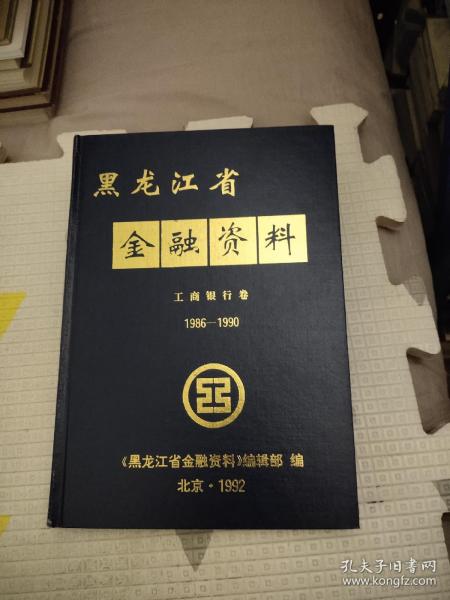 黑龙江省
金融资料
工商银行卷
1986—1990
《黑龙江省金融资料》编辑部 编
北京·1992
孔夫子旧书网
www.kongfz.com